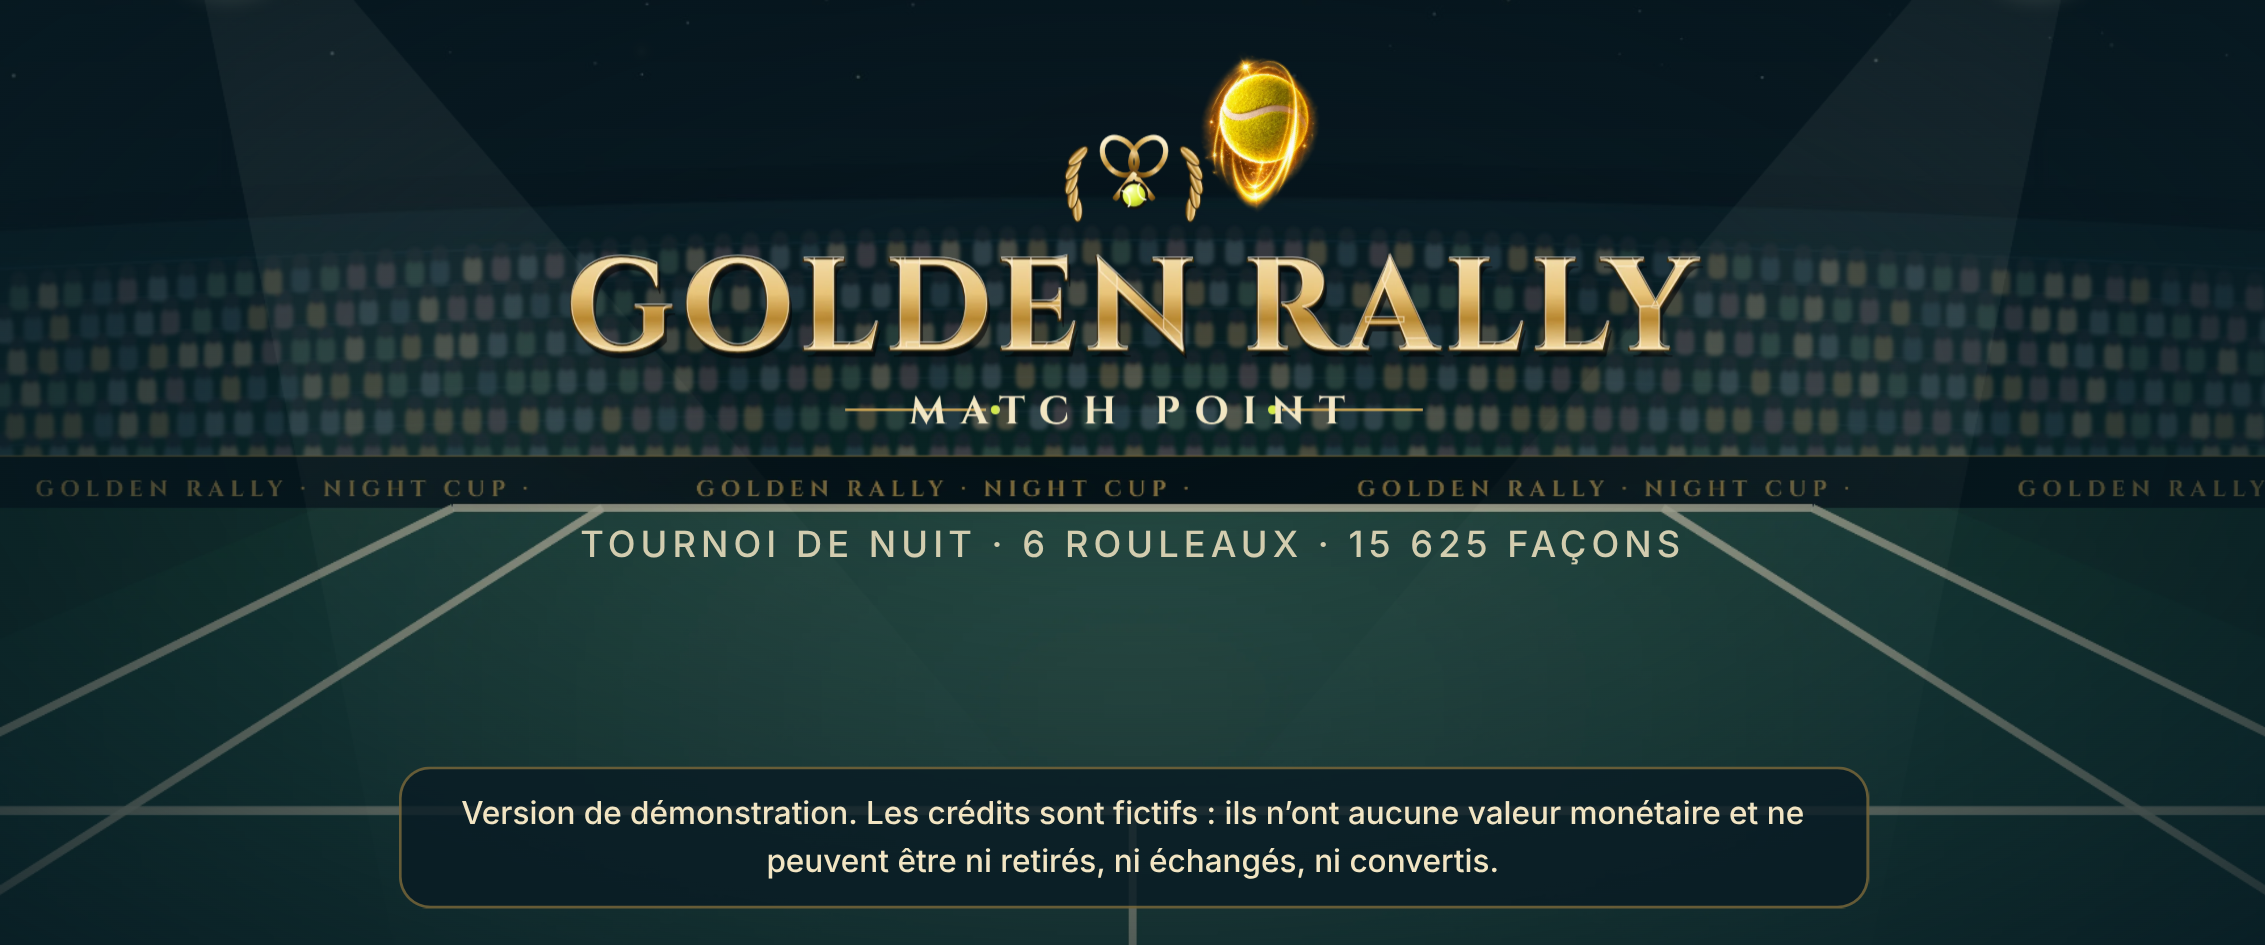 GOLDEN RALLY
MATCH POINT
GOLDEN RALLY · NIGHT CUP · GOLDEN RALLY · NIGHT CUP · GOLDEN RALLY · NIGHT CUP · GOLDEN RALLY
TOURNOI DE NUIT · 6 ROULEAUX · 15 625 FAÇONS
Version de démonstration. Les crédits sont fictifs : ils n’ont aucune valeur monétaire et ne
peuvent être ni retirés, ni échangés, ni convertis.